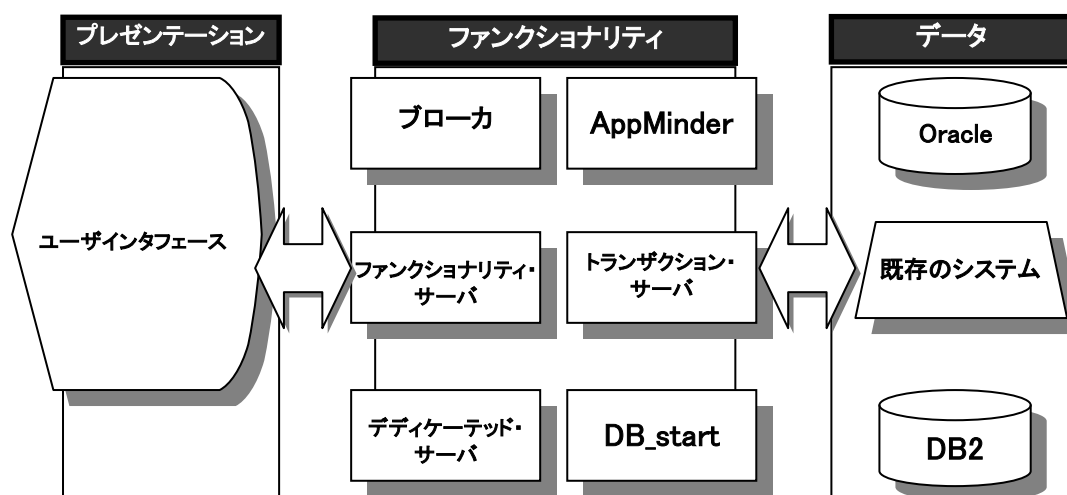 プレゼンテーション
ファンクショナリティ
データ
ユーザインタフェース
ブローカ
AppMinder
ファンクショナリティ・
サーバ
トランザクション・
サーバ
デディケーテッド・
サーバ
DB_start
Oracle
既存のシステム
DB2